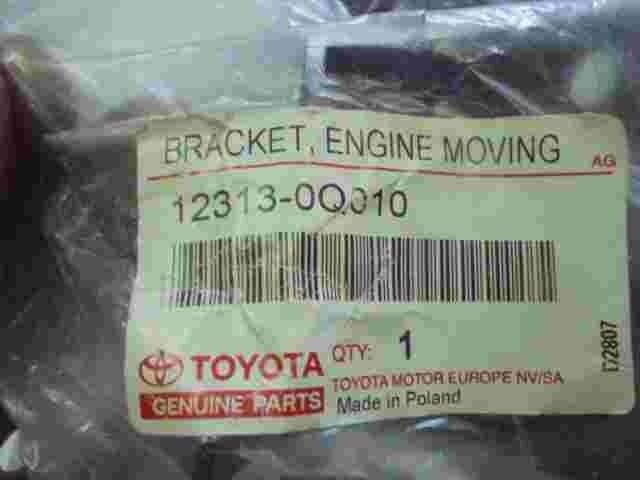 BRACKET, ENGINE MOVING
AG
12313-0Q010
TOYOTA
QTY: 1
GENUINE PARTS
TOYOTA MOTOR EUROPE NV/SA
Made in Poland